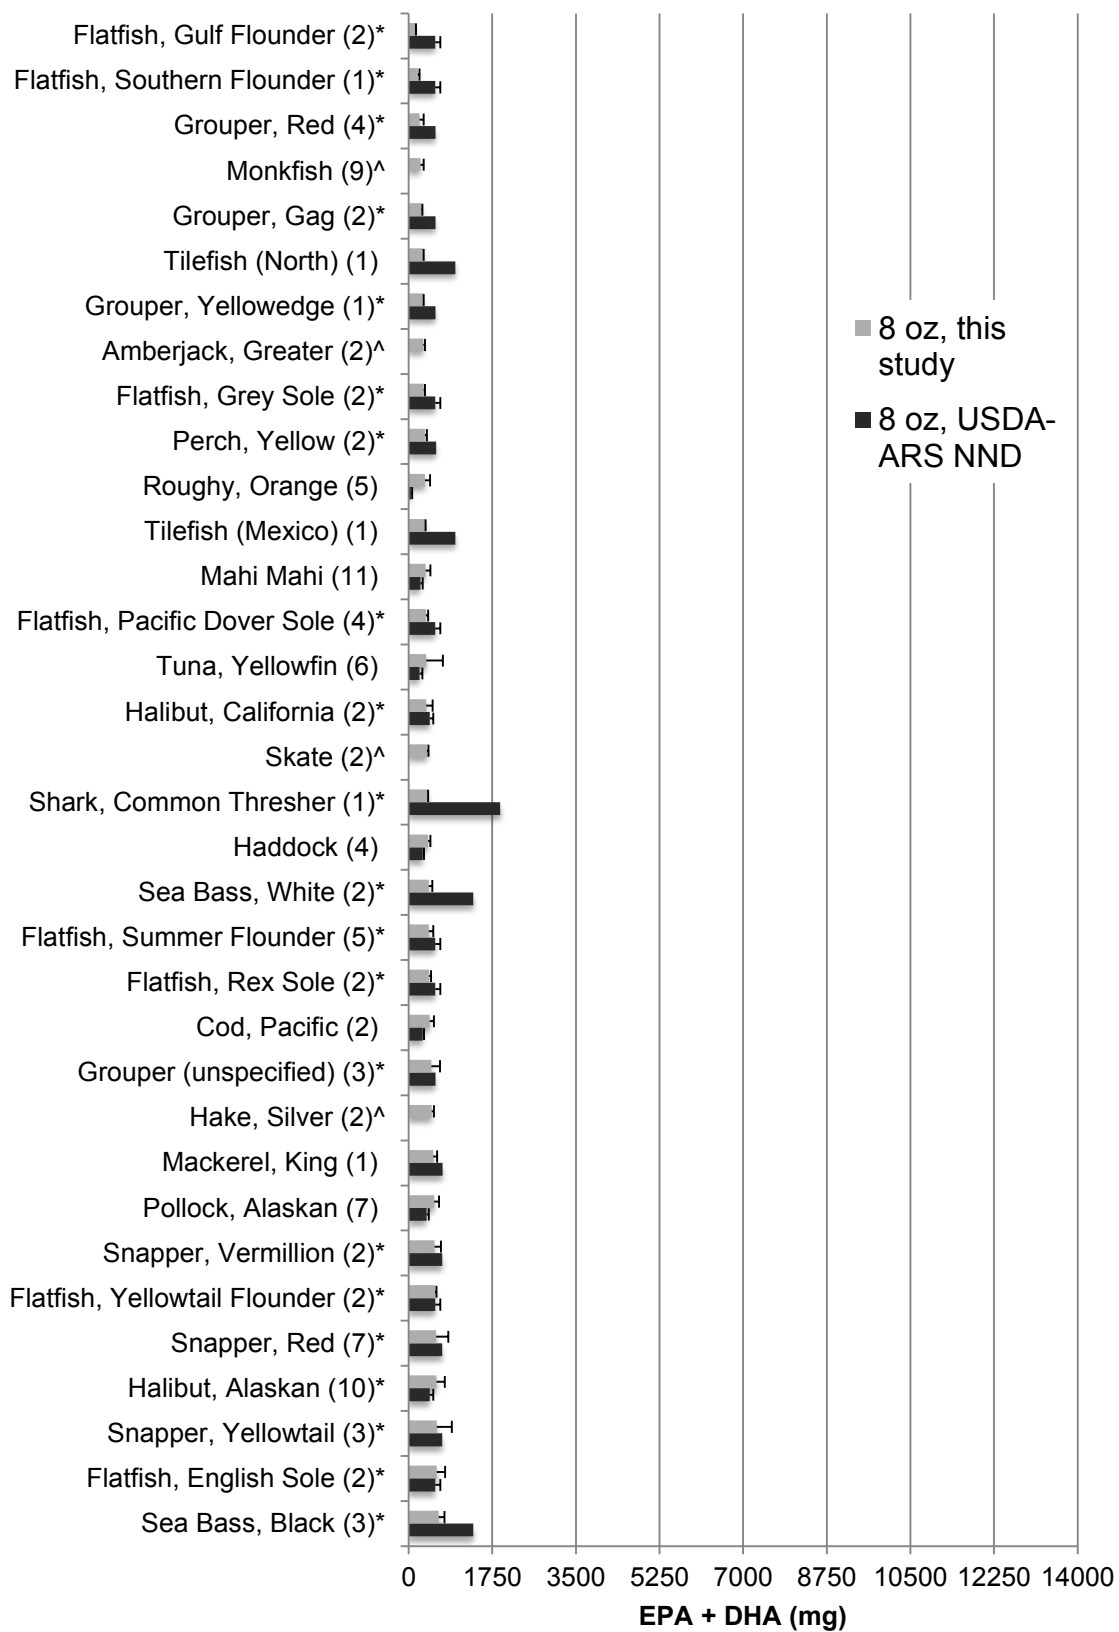 Flatfish, Gulf Flounder (2)*
Flatfish, Southern Flounder (1)*
Grouper, Red (4)*
Monkfish (9)^
Grouper, Gag (2)*
Tilefish (North) (1)
Grouper, Yellowedge (1)*
Amberjack, Greater (2)^
Flatfish, Grey Sole (2)*
Perch, Yellow (2)*
Roughy, Orange (5)
Tilefish (Mexico) (1)
Mahi Mahi (11)
Flatfish, Pacific Dover Sole (4)*
Tuna, Yellowfin (6)
Halibut, California (2)*
Skate (2)^
Shark, Common Thresher (1)*
Haddock (4)
Sea Bass, White (2)*
Flatfish, Summer Flounder (5)*
Flatfish, Rex Sole (2)*
Cod, Pacific (2)
Grouper (unspecified) (3)*
Hake, Silver (2)^
Mackerel, King (1)
Pollock, Alaskan (7)
Snapper, Vermillion (2)*
Flatfish, Yellowtail Flounder (2)*
Snapper, Red (7)*
Halibut, Alaskan (10)*
Snapper, Yellowtail (3)*
Flatfish, English Sole (2)*
Sea Bass, Black (3)*
8 oz, this
study
8 oz, USDA-
ARS NND
0 1750 3500 5250 7000 8750 10500 12250 14000
EPA + DHA (mg)